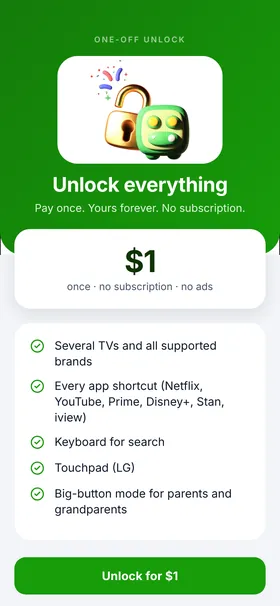 ONE-OFF UNLOCK
Unlock everything
Pay once. Yours forever. No subscription.
$1
once · no subscription · no ads
Several TVs and all supported
brands
Every app shortcut (Netflix,
YouTube, Prime, Disney+, Stan,
iview)
Keyboard for search
Touchpad (LG)
Big-button mode for parents and
grandparents
Unlock for $1